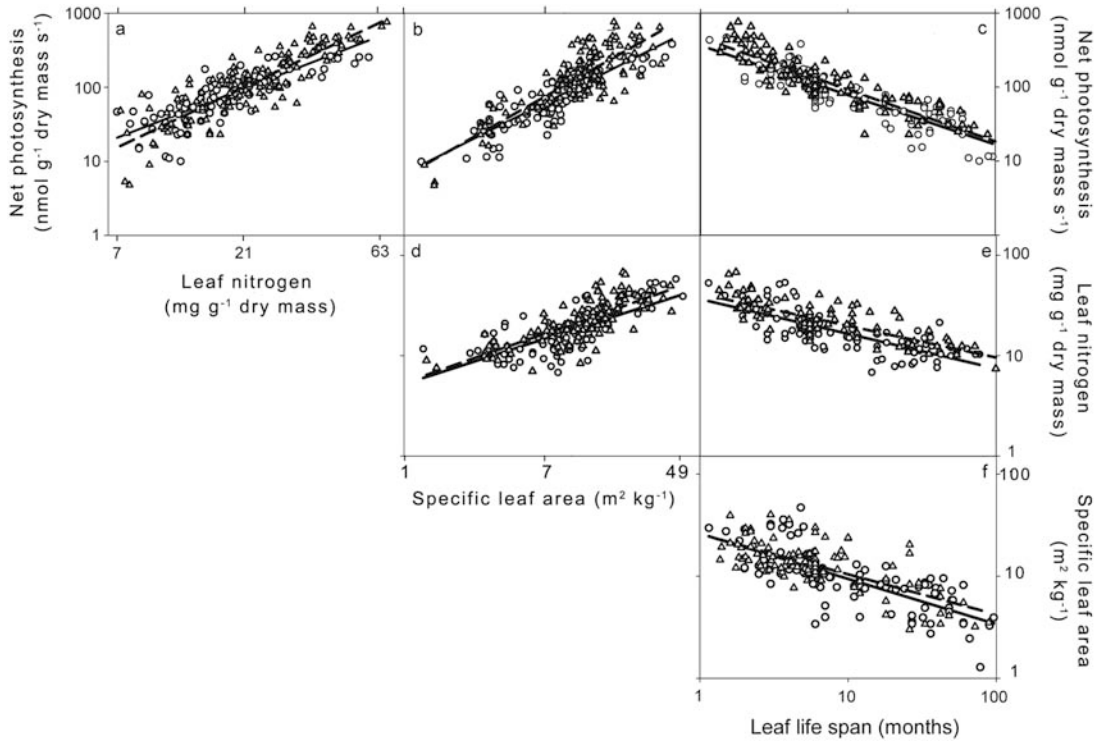 Net photosynthesis
(nmol g⁻¹ dry mass s⁻¹)
1000
100
10
1
a
b
c
1000
100
10
1
Net photosynthesis
(nmol g⁻¹ dry mass s⁻¹)
7
21
63
Leaf nitrogen
(mg g⁻¹ dry mass)
d
e
100
10
1
Leaf nitrogen
(mg g⁻¹ dry mass)
1
7
49
Specific leaf area (m² kg⁻¹)
f
100
10
1
Specific leaf area
(m² kg⁻¹)
1
10
100
Leaf life span (months)